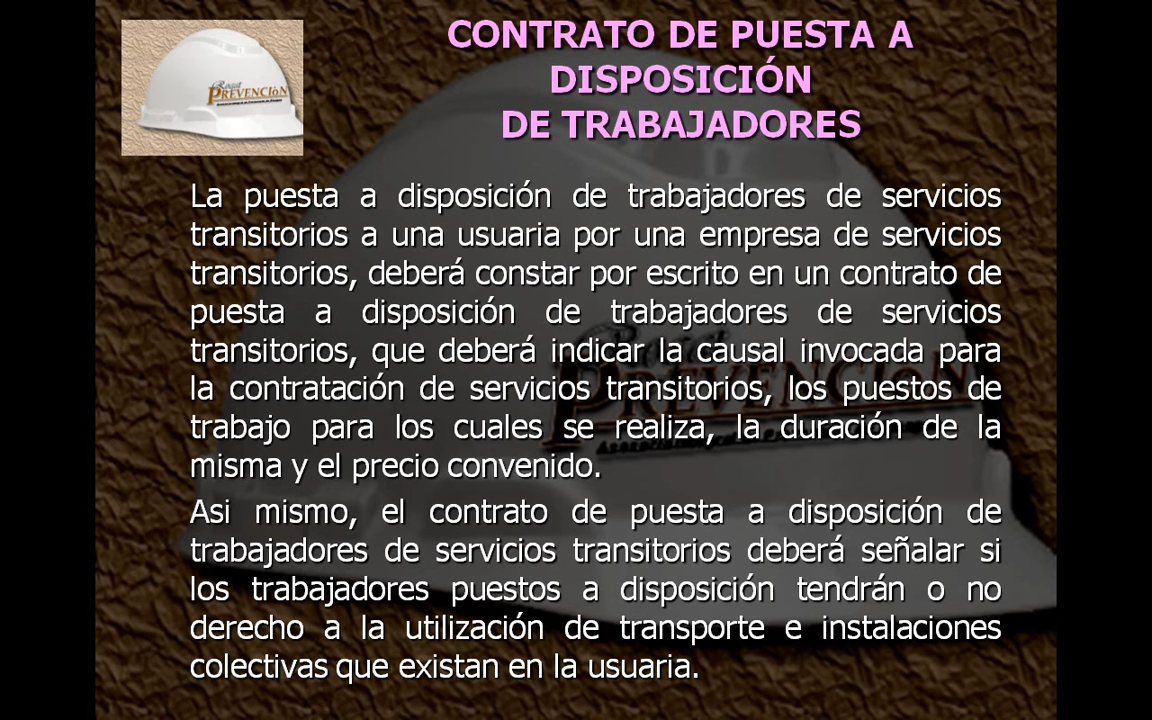 CONTRATO DE PUESTA A
DISPOSICIÓN
DE TRABAJADORES
PREVENCIóN
La puesta a disposición de trabajadores de servicios
transitorios a una usuaria por una empresa de servicios
transitorios, deberá constar por escrito en un contrato de
puesta a disposición de trabajadores de servicios
transitorios, que deberá indicar la causal invocada para
la contratación de servicios transitorios, los puestos de
trabajo para los cuales se realiza, la duración de la
misma y el precio convenido.
Asi mismo, el contrato de puesta a disposición de
trabajadores de servicios transitorios deberá señalar si
los trabajadores puestos a disposición tendrán o no
derecho a la utilización de transporte e instalaciones
colectivas que existan en la usuaria.